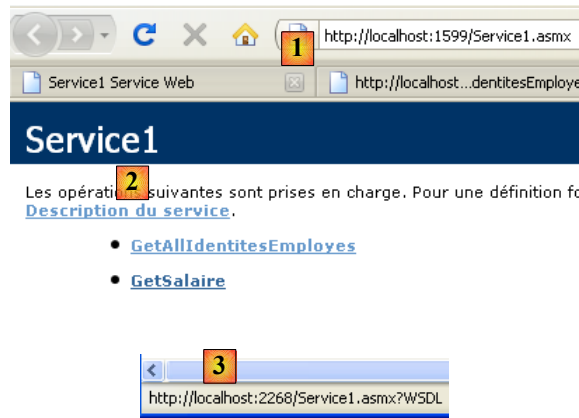 1
http://localhost:1599/Service1.asmx
Service1 Service Web
http://localhost...dentitesEmploye
Service1
2
Les opérations suivantes sont prises en charge. Pour une définition
Description du service.
GetAllIdentitesEmployes
GetSalaire
3
http://localhost:2268/Service1.asmx?WSDL